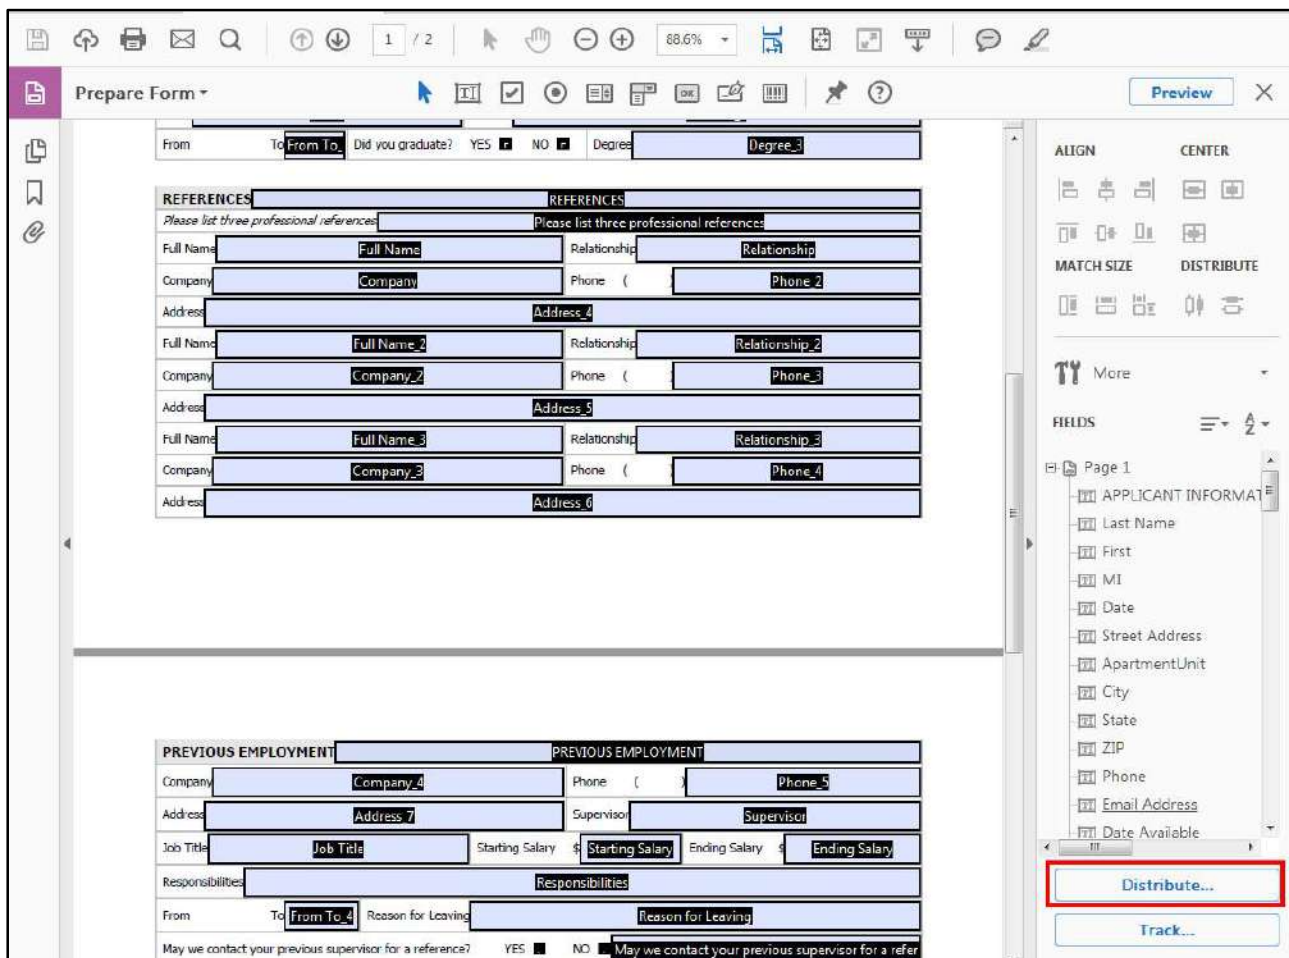 1 / 2 88.6%
Prepare Form Preview
From To From To_ Did you graduate? YES NO Degree Degree_3
REFERENCES REFERENCES
Please list three professional references Please list three professional references
Full Name Full Name Relationship Relationship
Company Company Phone ( ) Phone 2
Address Address_4
Full Name Full Name_2 Relationship Relationship_2
Company Company_2 Phone ( ) Phone_3
Address Address_5
Full Name Full Name_3 Relationship Relationship_3
Company Company_3 Phone ( ) Phone_4
Address Address_6
PREVIOUS EMPLOYMENT PREVIOUS EMPLOYMENT
Company Company_4 Phone ( ) Phone_5
Address Address 7 Supervisor Supervisor
Job Title Job Title Starting Salary $ Starting Salary Ending Salary $ Ending Salary
Responsibilities Responsibilities
From To From To_4 Reason for Leaving Reason for Leaving
May we contact your previous supervisor for a reference? YES NO May we contact your previous supervisor for a refer
ALIGN CENTER
MATCH SIZE DISTRIBUTE
More
FIELDS
Page 1
APPLICANT INFORMAT
Last Name
First
MI
Date
Street Address
ApartmentUnit
City
State
ZIP
Phone
Email Address
Date Available
Distribute...
Track...